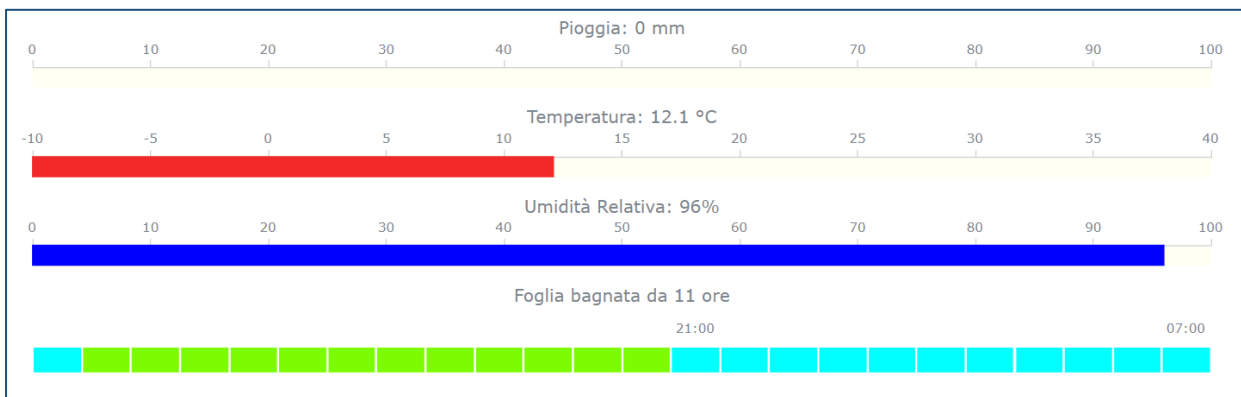 Pioggia: 0 mm
0 10 20 30 40 50 60 70 80 90 100
Temperatura: 12.1 °C
-10 -5 0 5 10 15 20 25 30 35 40
Umidità Relativa: 96%
0 10 20 30 40 50 60 70 80 90 100
Foglia bagnata da 11 ore
21:00 07:00